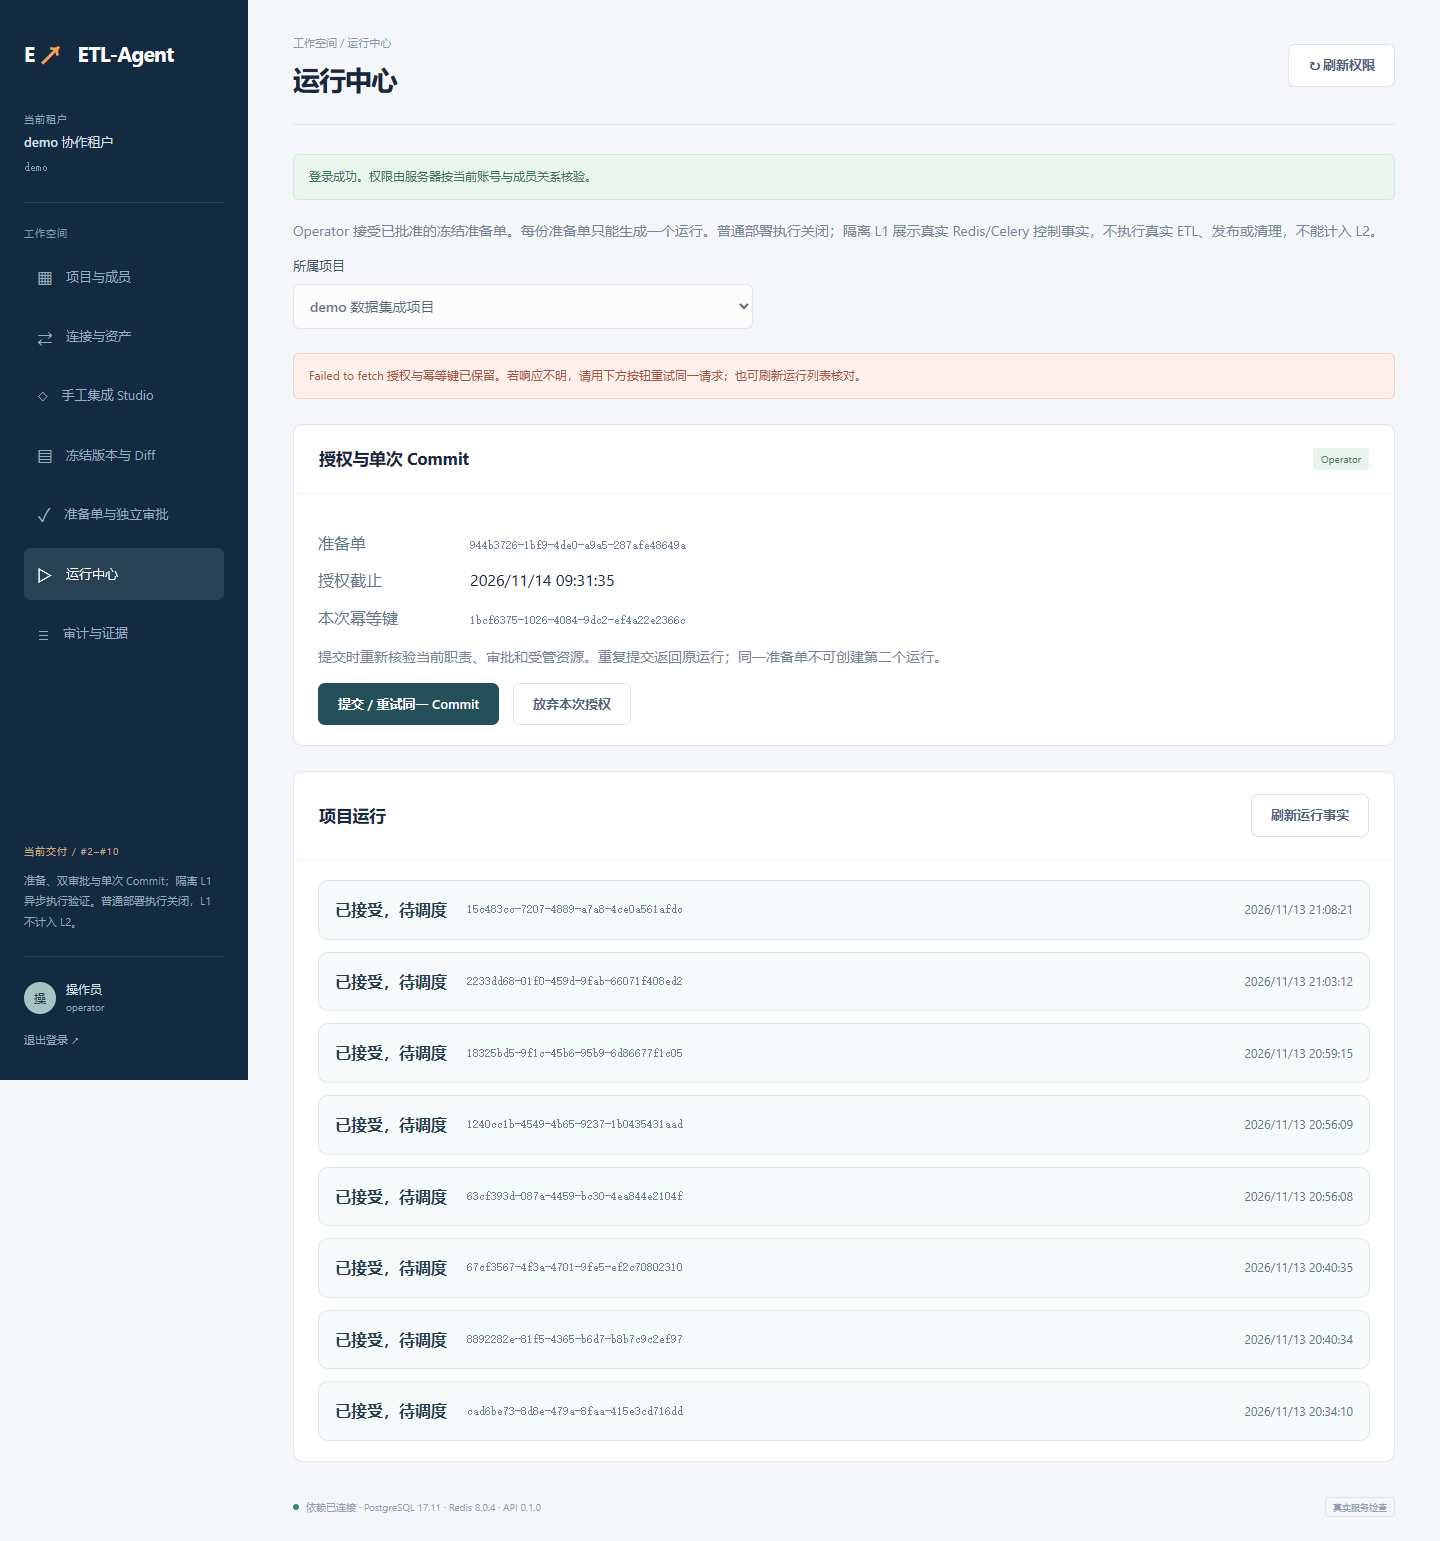 E ↗ ETL-Agent
当前租户
demo 协作租户
demo
工作空间
项目与成员
连接与资产
手工集成 Studio
冻结版本与 Diff
准备单与独立审批
运行中心
审计与证据
当前交付 / #2–#10
准备、双审批与单次 Commit；隔离 L1
异步执行验证。普通部署执行关闭，L1
不计入 L2。
操
操作员
operator
退出登录 ↗
工作空间 / 运行中心
运行中心
↻ 刷新权限
登录成功。权限由服务器按当前账号与成员关系核验。
Operator 接受已批准的冻结准备单。每份准备单只能生成一个运行。普通部署执行关闭；隔离 L1 展示真实 Redis/Celery 控制事实，不执行真实 ETL、发布或清理，不能计入 L2。
所属项目
demo 数据集成项目
Failed to fetch 授权与幂等键已保留。若响应不明，请用下方按钮重试同一请求；也可刷新运行列表核对。
授权与单次 Commit
Operator
准备单 944b3726-1bf9-4de0-a9a5-287afe48649a
授权截止 2026/11/14 09:31:35
本次幂等键 1bcf6375-1026-4084-9dc2-ef4a22e2366c
提交时重新核验当前职责、审批和受管资源。重复提交返回原运行；同一准备单不可创建第二个运行。
提交 / 重试同一 Commit
放弃本次授权
项目运行
刷新运行事实
已接受，待调度 15c483cc-7207-4889-a7a8-4ce0a561afdc 2026/11/13 21:08:21
已接受，待调度 2233dd68-01f0-459d-9fab-66071f408ed2 2026/11/13 21:03:12
已接受，待调度 18325bd5-9f1c-45b6-95b9-6d86677f1c05 2026/11/13 20:59:15
已接受，待调度 1240cc1b-4549-4b65-9237-1b0435431aad 2026/11/13 20:56:09
已接受，待调度 63cf393d-087a-4459-bc30-4ea844e2104f 2026/11/13 20:56:08
已接受，待调度 67cf3567-4f3a-4701-9fe5-ef2c70802310 2026/11/13 20:40:35
已接受，待调度 8892282e-81f5-4365-b6d7-b8b7c9c2ef97 2026/11/13 20:40:34
已接受，待调度 cad6be73-8d8e-479a-8faa-415e3cd716dd 2026/11/13 20:34:10
依赖已连接 · PostgreSQL 17.11 · Redis 8.0.4 · API 0.1.0
真实服务检查